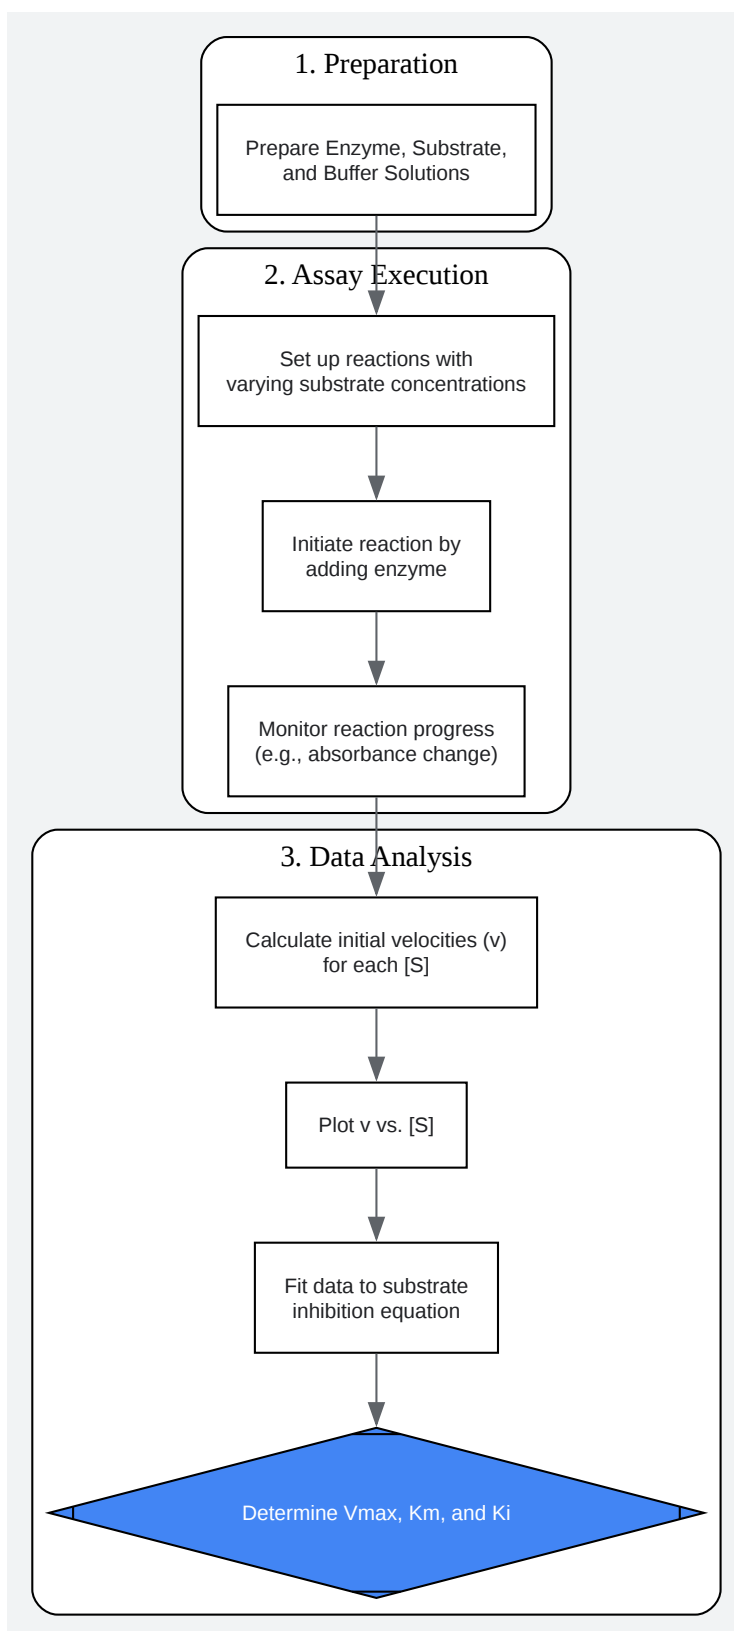 1. Preparation
Prepare Enzyme, Substrate,
and Buffer Solutions
2. Assay Execution
Set up reactions with
varying substrate concentrations
Initiate reaction by
adding enzyme
Monitor reaction progress
(e.g., absorbance change)
3. Data Analysis
Calculate initial velocities (v)
for each [S]
Plot v vs. [S]
Fit data to substrate
inhibition equation
Determine Vmax, Km, and Ki